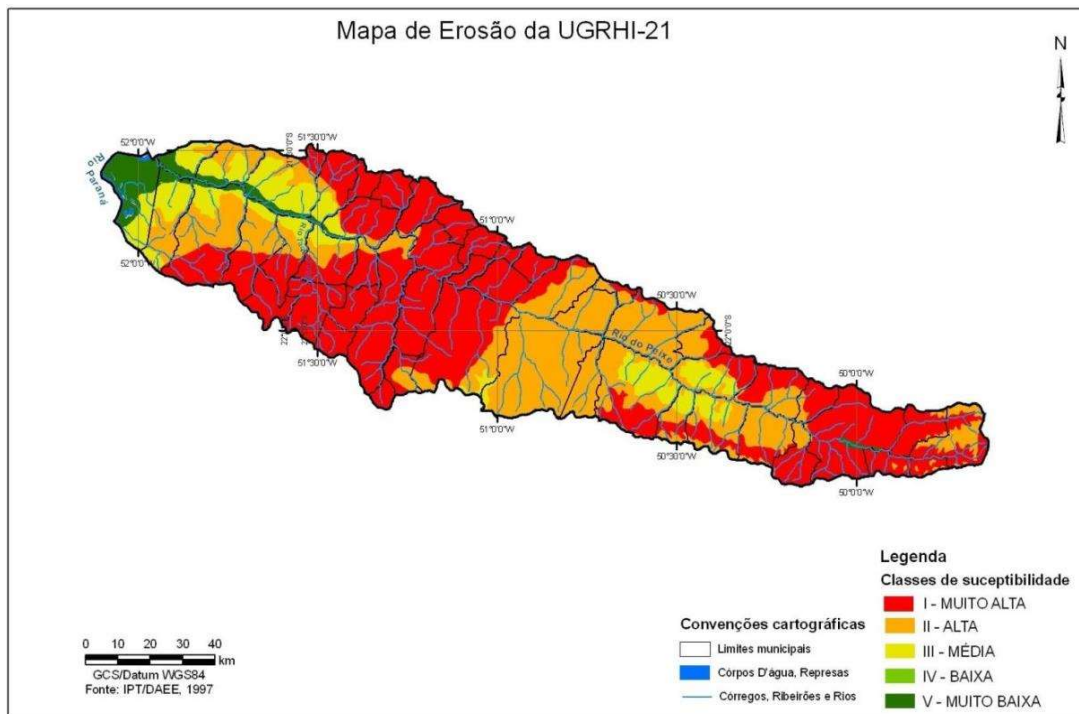 Mapa de Erosão da UGRHI-21
N
52°0'0"W
51°30'0"W
Rio
Paraná
52°0'0"W
51°0'0"W
51°30'0"W
50°30'0"W
Rio do Peixe
50°0'0"W
51°0'0"W
50°30'0"W
50°0'0"W
0 10 20 30 40
km
GCS/Datum WGS84
Fonte: IPT/DAEE, 1997
Convenções cartográficas
Limites municipais
Córpos D'água, Represas
Córregos, Ribeirões e Rios
Legenda
Classes de suceptibilidade
I - MUITO ALTA
II - ALTA
III - MÉDIA
IV - BAIXA
V - MUITO BAIXA